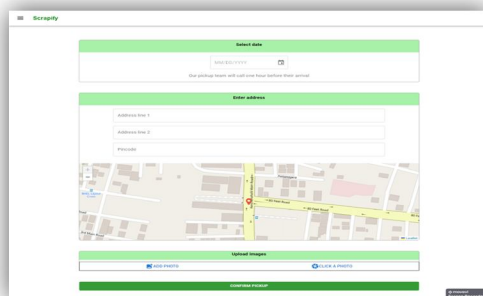 Scrapify
Select date
MM/DD/YYYY
Our pickup team will call one hour before their arrival
Enter address
Address line 1
Address line 2
Pincode
+
−
Leaflet
Upload images
ADD PHOTO
CLICK A PHOTO
CONFIRM PICKUP